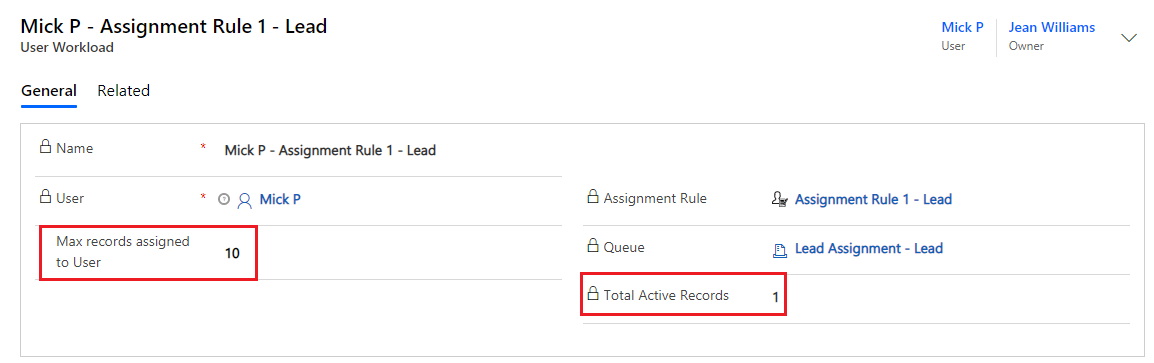 Mick P - Assignment Rule 1 - Lead
User Workload
Mick P
User
Jean Williams
Owner
General
Related
Name * Mick P - Assignment Rule 1 - Lead
User * Mick P
Assignment Rule Assignment Rule 1 - Lead
Max records assigned
to User
10
Queue Lead Assignment - Lead
Total Active Records 1